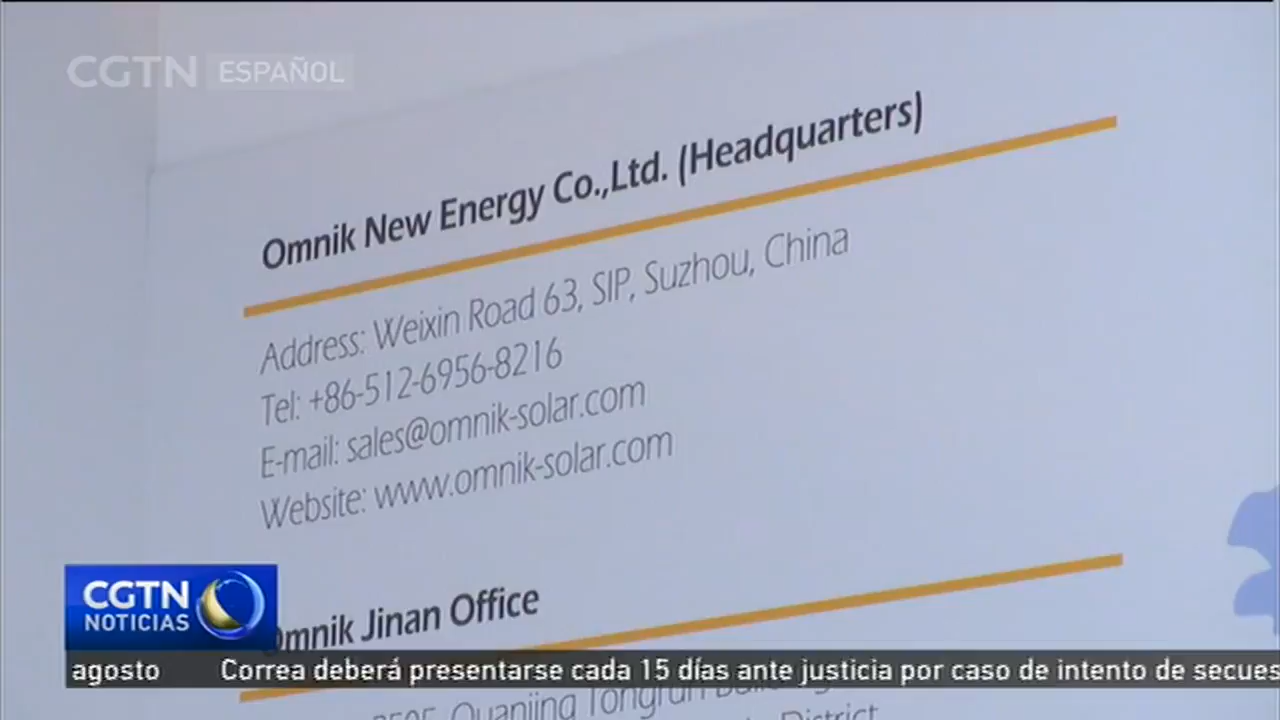 CGTN ESPAÑOL
Omnik New Energy Co.,Ltd. (Headquarters)
Address: Weixin Road 63, SIP, Suzhou, China
Tel: +86-512-6956-8216
E-mail: sales@omnik-solar.com
Website: www.omnik-solar.com
Omnik Jinan Office
CGTN
NOTICIAS
agosto Correa deberá presentarse cada 15 días ante justicia por caso de intento de secues
District